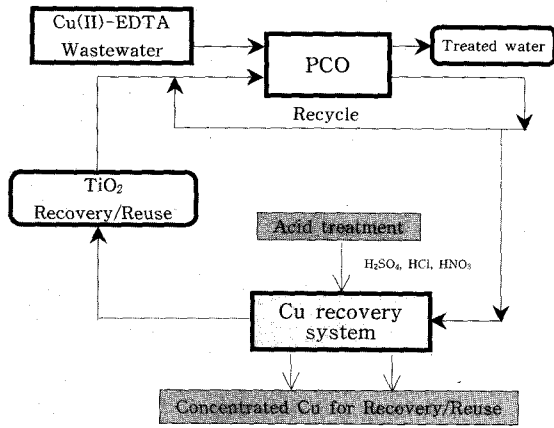 Cu(II)-EDTA
Wastewater
PCO
Treated water
Recycle
TiO₂
Recovery/Reuse
Acid treatment
H₂SO₄, HCl, HNO₃
Cu recovery
system
Concentrated Cu for Recovery/Reuse